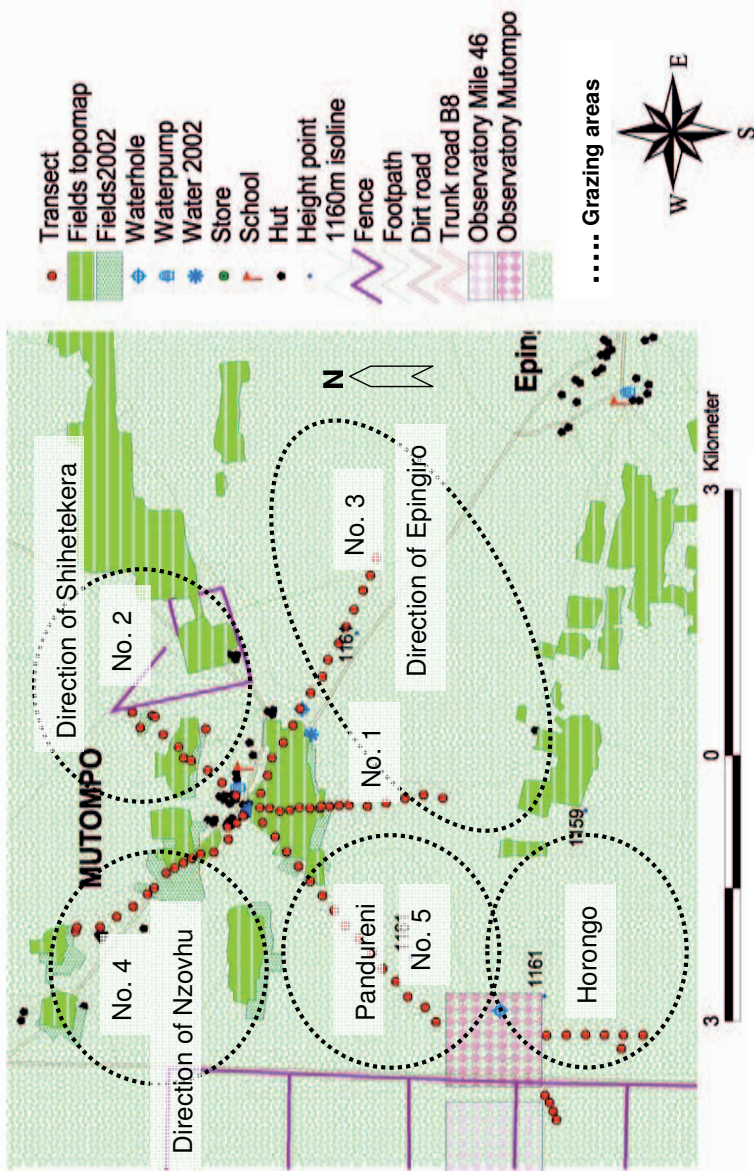 MUTOMPO
Direction of Shihetekera
No. 2
No. 4
Direction of Nzovhu
N
No. 3
1161
Direction of Epingiro
No. 1
Pandureni
No. 5
Eping
1159
1161
Horongo
3 0 3 Kilometer
Transect
Fields topomap
Fields2002
Waterhole
Waterpump
Water 2002
Store
School
Hut
Height point
1160m isoline
Fence
Footpath
Dirt road
Trunk road B8
Observatory Mile 46
Observatory Mutompo
..... Grazing areas
W E
S